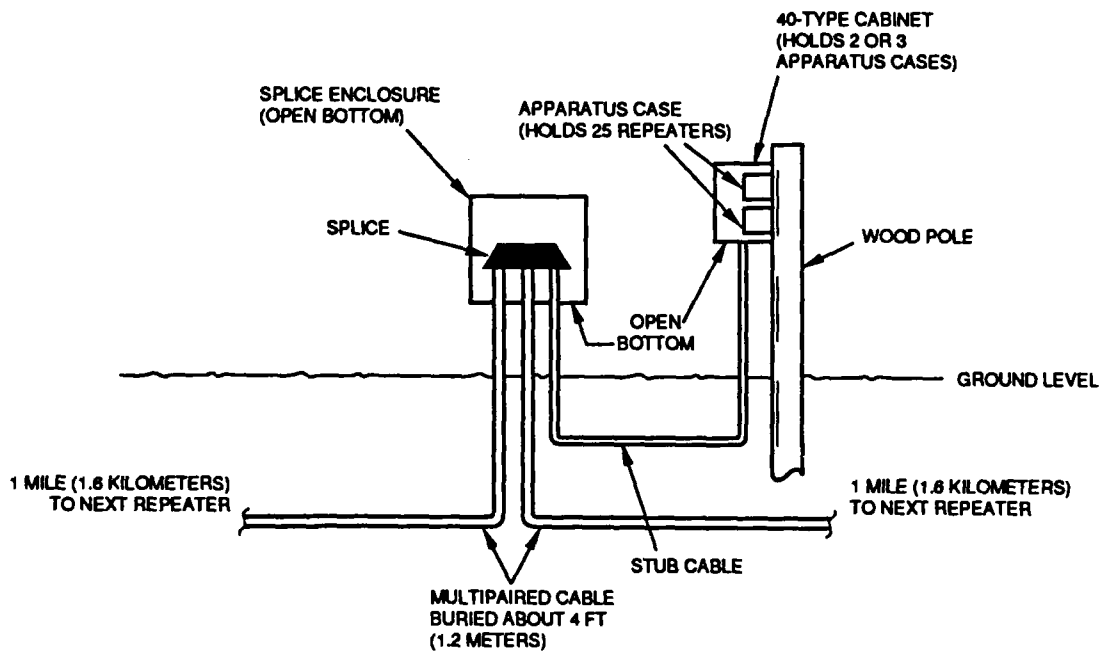 40-TYPE CABINET
(HOLDS 2 OR 3
APPARATUS CASES)
SPLICE ENCLOSURE
(OPEN BOTTOM)
APPARATUS CASE
(HOLDS 25 REPEATERS)
SPLICE
WOOD POLE
OPEN
BOTTOM
GROUND LEVEL
1 MILE (1.6 KILOMETERS)
TO NEXT REPEATER
1 MILE (1.6 KILOMETERS)
TO NEXT REPEATER
STUB CABLE
MULTIPAIRED CABLE
BURIED ABOUT 4 FT
(1.2 METERS)